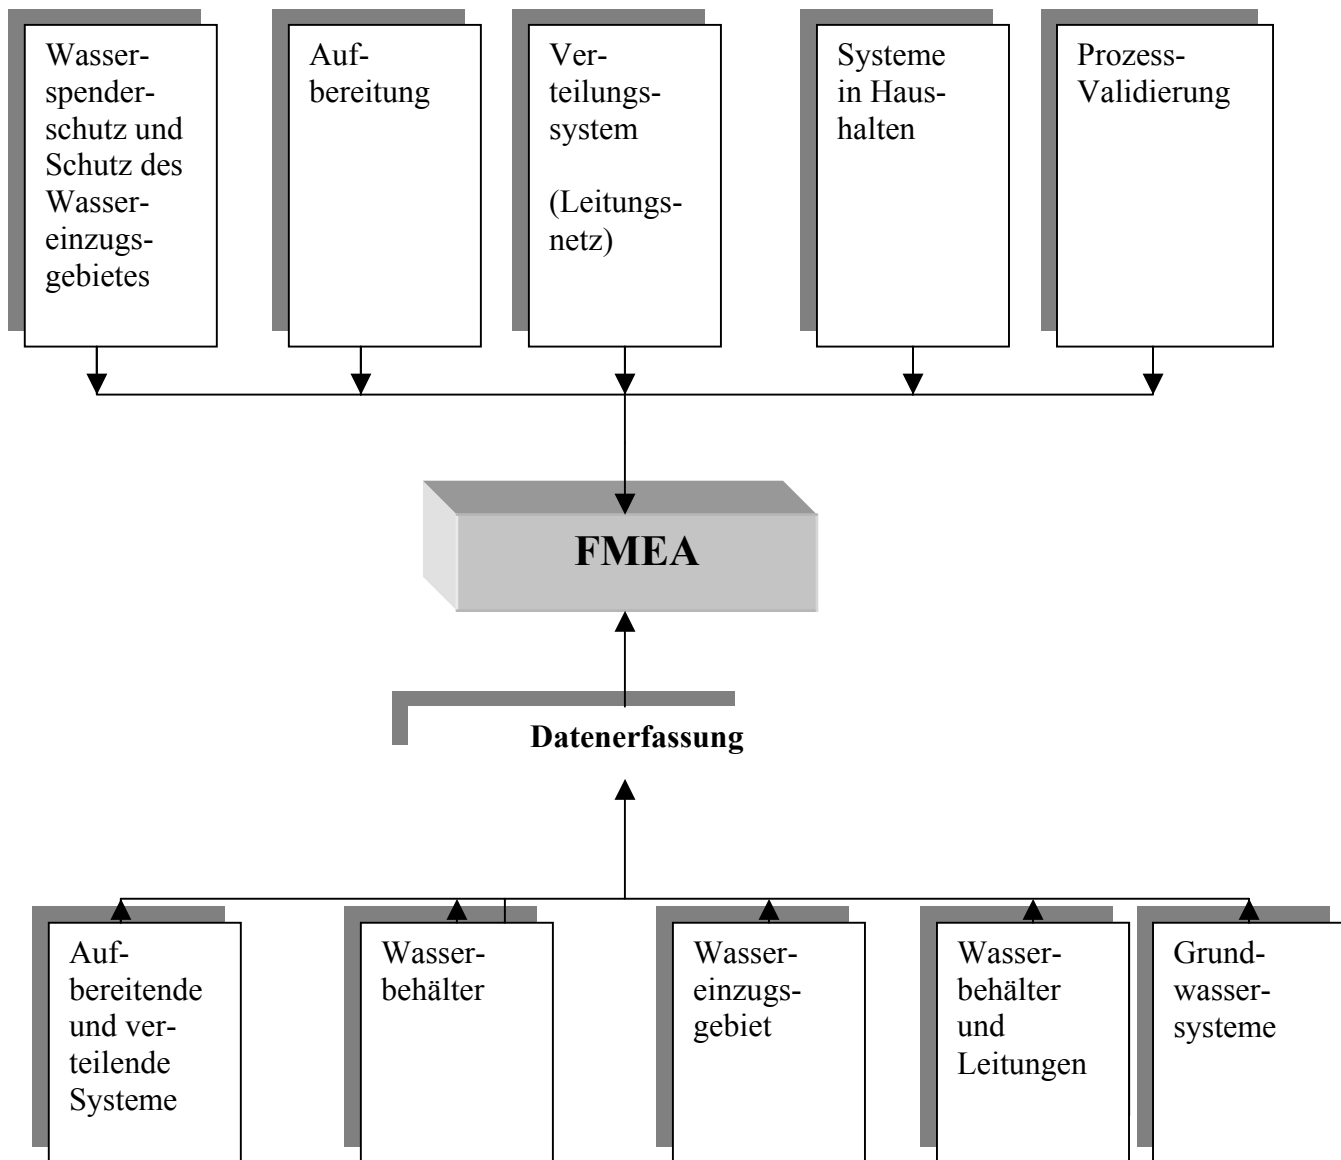 Wasser-
spender-
schutz und
Schutz des
Wasser-
einzugs-
gebietes
Auf-
bereitung
Ver-
teilungs-
system
(Leitungs-
netz)
Systeme
in Haus-
halten
Prozess-
Validierung
FMEA
Datenerfassung
Auf-
bereitende
und ver-
teilende
Systeme
Wasser-
behälter
Wasser-
einzugs-
gebiet
Wasser-
behälter
und
Leitungen
Grund-
wasser-
systeme